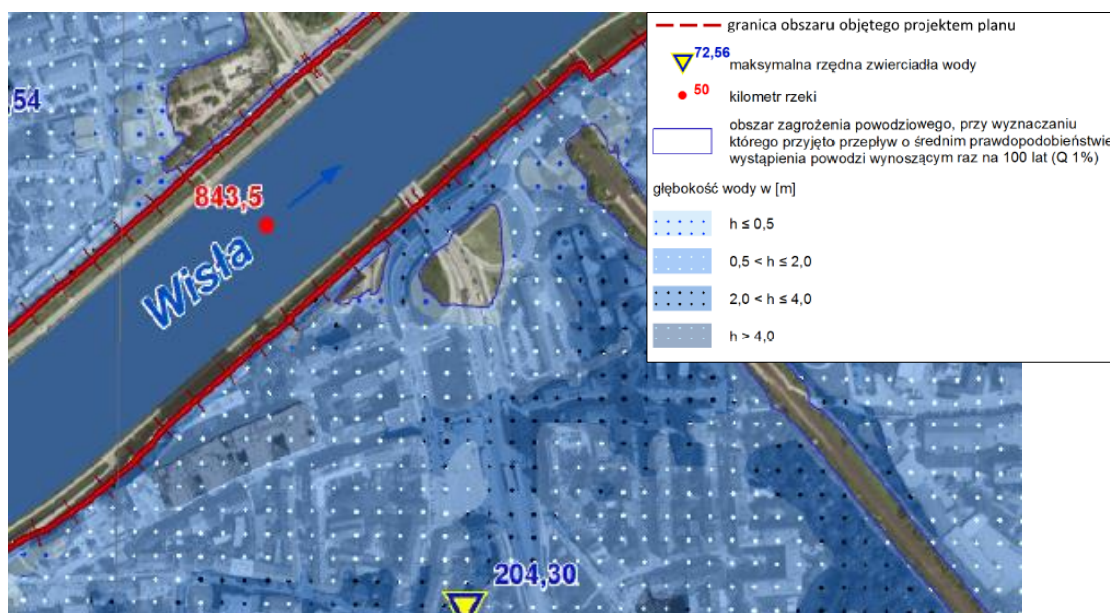 ,54
843,5
Wisła
204,30
granica obszaru objętego projektem planu
72,56
maksymalna rzędna zwierciadła wody
50
kilometr rzeki
obszar zagrożenia powodziowego, przy wyznaczaniu
którego przyjęto przepływ o średnim prawdopodobieństwie
wystąpienia powodzi wynoszącym raz na 100 lat (Q 1%)
głębokość wody w [m]
h ≤ 0,5
0,5 < h ≤ 2,0
2,0 < h ≤ 4,0
h > 4,0